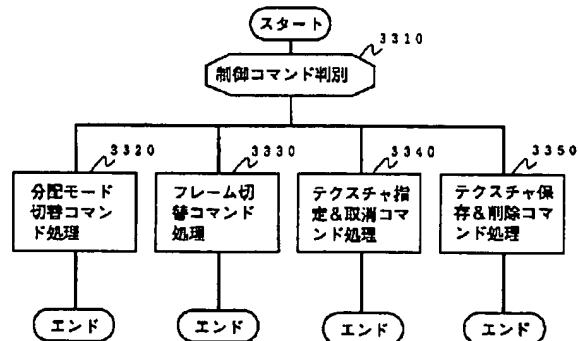 スタート
3310
制御コマンド判別
3320
3330
3340
3350
分配モード
切替コマン
ド処理
フレーム切
替コマンド
処理
テクスチャ指
定&取消コマ
ンド処理
テクスチャ保
存&削除コマ
ンド処理
エンド
エンド
エンド
エンド